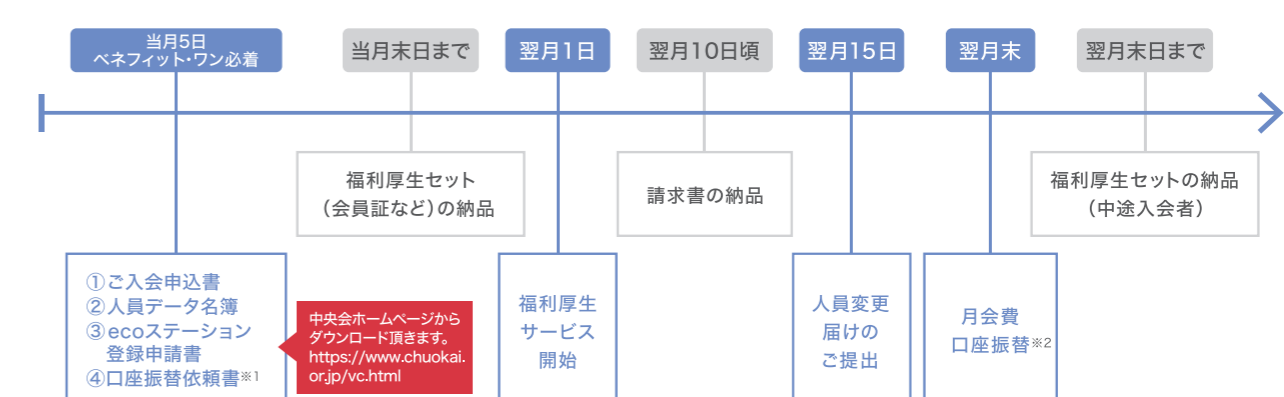 当月5日
ベネフィット・ワン必着
当月末日まで
翌月1日
翌月10日頃
翌月15日
翌月末
翌月末日まで
福利厚生セット
（会員証など）の納品
請求書の納品
福利厚生セットの納品
（中途入会者）
①ご入会申込書
②人員データ名簿
③ecoステーション
登録申請書
④口座振替依頼書※1
中央会ホームページから
ダウンロード頂きます。
https://www.chuokai.
or.jp/vc.html
福利厚生
サービス
開始
人員変更
届けの
ご提出
月会費
口座振替※2